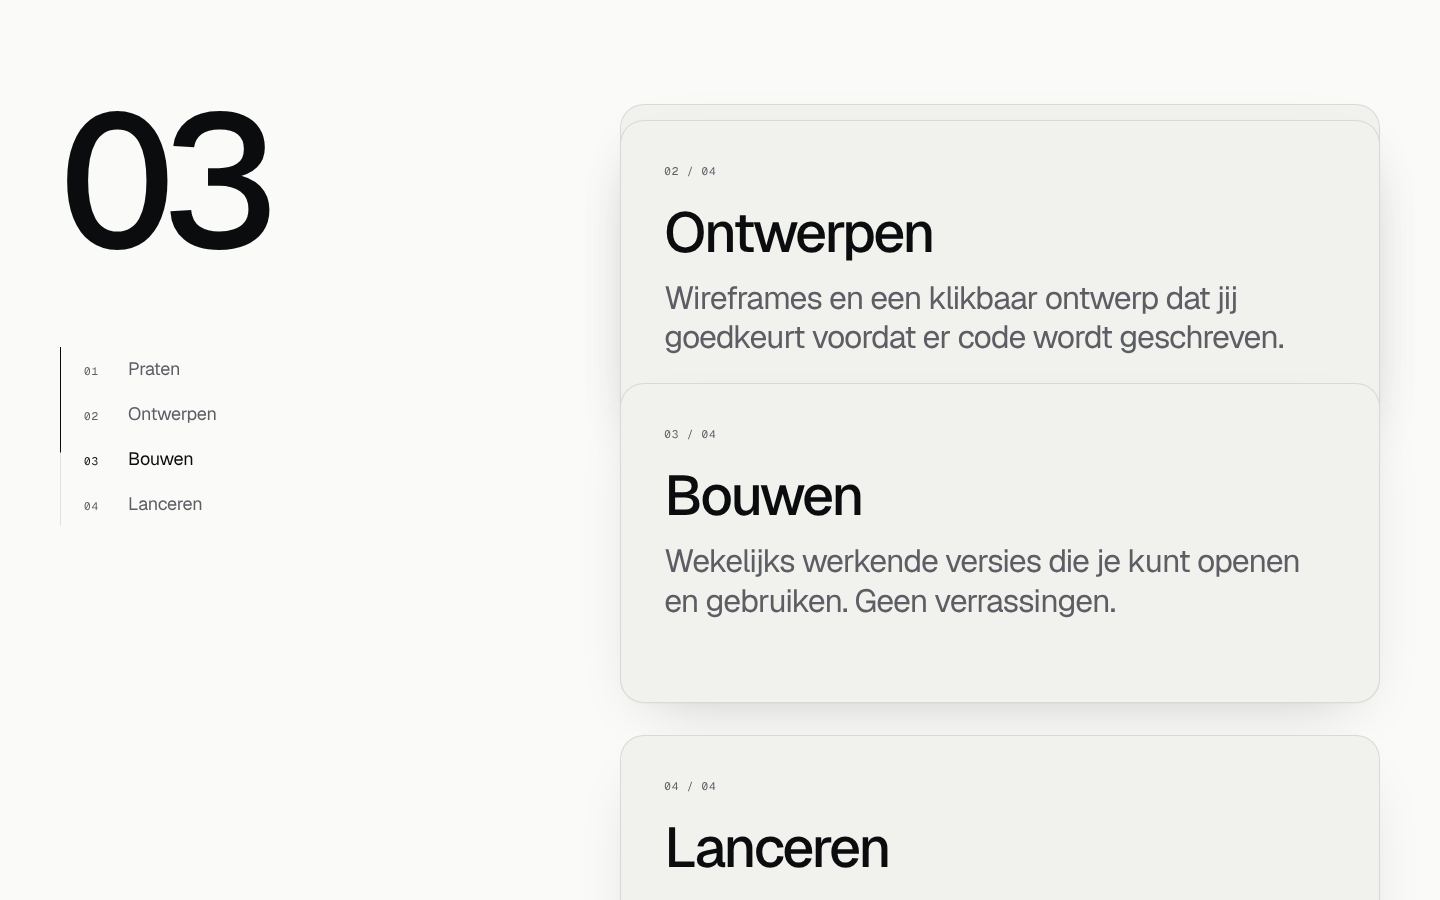 03
01 Praten
02 Ontwerpen
03 Bouwen
04 Lanceren
02 / 04
Ontwerpen
Wireframes en een klikbaar ontwerp dat jij
goedkeurt voordat er code wordt geschreven.
03 / 04
Bouwen
Wekelijks werkende versies die je kunt openen
en gebruiken. Geen verrassingen.
04 / 04
Lanceren